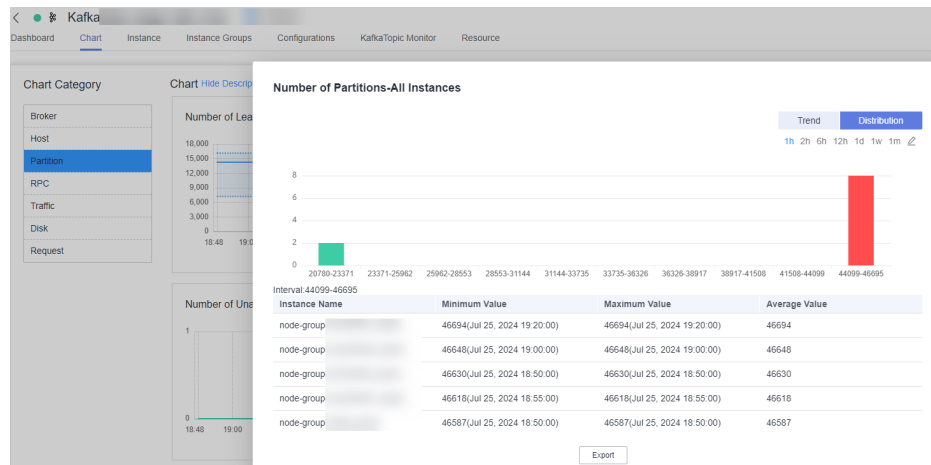 Kafka
Dashboard Chart Instance Instance Groups Configurations KafkaTopic Monitor Resource
Chart Category
Broker
Host
Partition
RPC
Traffic
Disk
Request
Chart Hide Descrip
Number of Lea
18,000
15,000
12,000
9,000
6,000
3,000
0
18:48 19:0
Number of Una
1
0
18:48 19:00
Number of Partitions-All Instances
Trend Distribution
1h 2h 6h 12h 1d 1w 1m
8
6
4
2
0
20780-23371 23371-25962 25962-28553 28553-31144 31144-33735 33735-36326 36326-38917 38917-41508 41508-44099 44099-46695
Interval:44099-46695
Instance Name Minimum Value Maximum Value Average Value
node-group 46694(Jul 25, 2024 19:20:00) 46694(Jul 25, 2024 19:20:00) 46694
node-group 46648(Jul 25, 2024 19:00:00) 46648(Jul 25, 2024 19:00:00) 46648
node-group 46630(Jul 25, 2024 18:50:00) 46630(Jul 25, 2024 18:50:00) 46630
node-group 46618(Jul 25, 2024 18:55:00) 46618(Jul 25, 2024 18:55:00) 46618
node-group 46587(Jul 25, 2024 18:50:00) 46587(Jul 25, 2024 18:50:00) 46587
Export